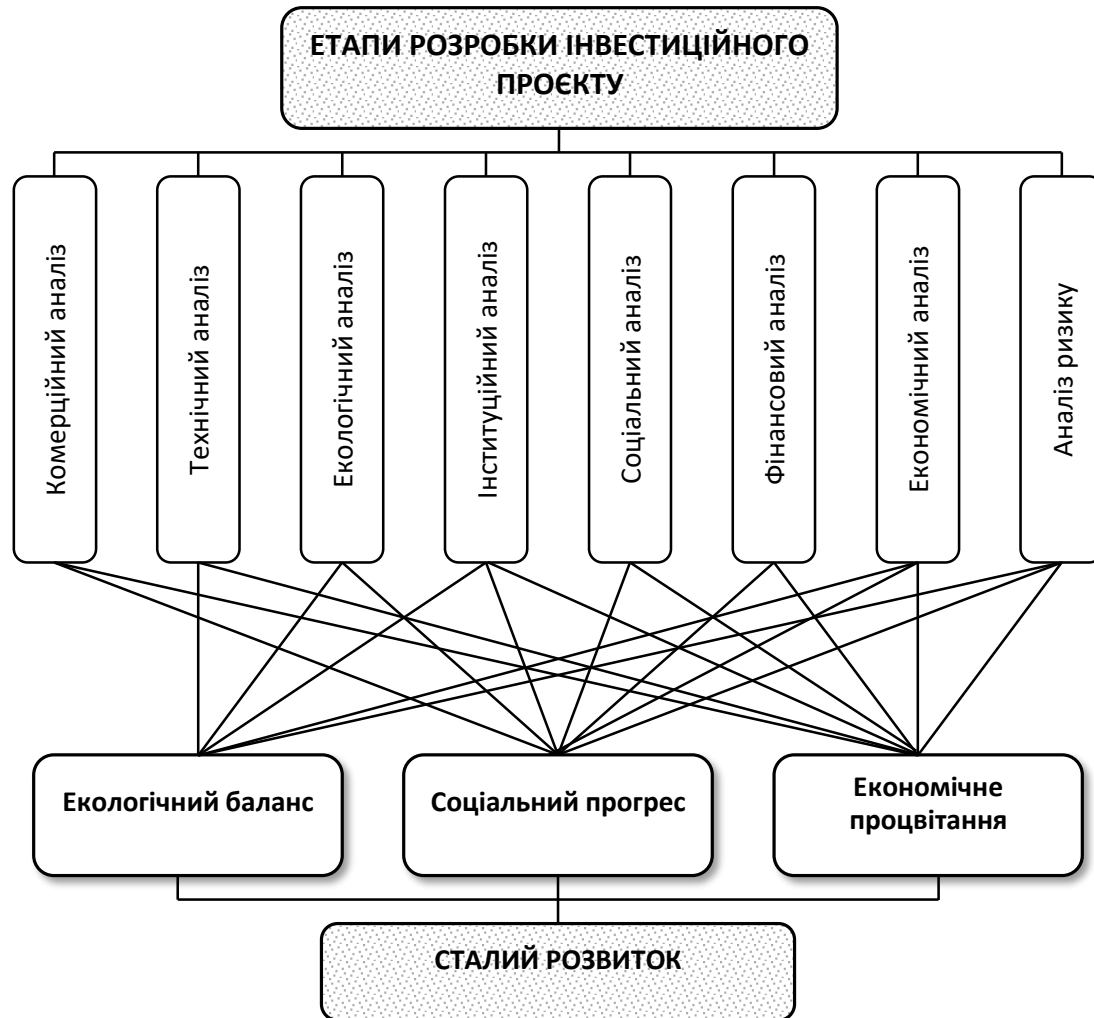 ЕТАПИ РОЗРОБКИ ІНВЕСТИЦІЙНОГО
ПРОЄКТУ
Комерційний аналіз
Технічний аналіз
Екологічний аналіз
Інституційний аналіз
Соціальний аналіз
Фінансовий аналіз
Економічний аналіз
Аналіз ризику
Екологічний баланс
Соціальний прогрес
Економічне
процвітання
СТАЛИЙ РОЗВИТОК